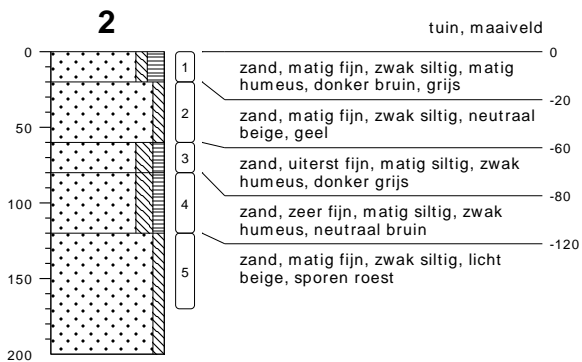 2
tuin, maaiveld
0
1
0
zand, matig fijn, zwak siltig, matig
humeus, donker bruin, grijs
-20
2
zand, matig fijn, zwak siltig, neutraal
beige, geel
50
-60
3
zand, uiterst fijn, matig siltig, zwak
humeus, donker grijs
-80
100
4
zand, zeer fijn, matig siltig, zwak
humeus, neutraal bruin
-120
5
zand, matig fijn, zwak siltig, licht
beige, sporen roest
150
200